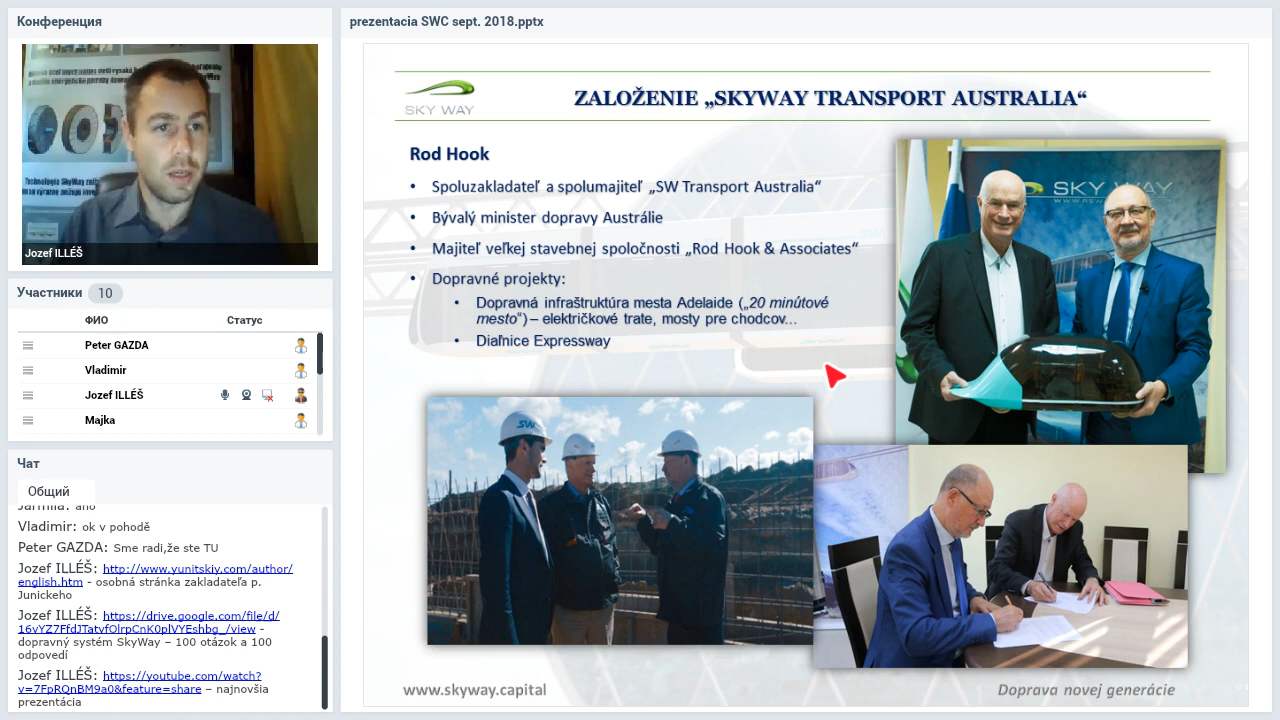 Конференция
Jozef ILLÉŠ
Участники 10
ФИО Статус
Peter GAZDA
Vladimir
Jozef ILLÉŠ
Majka
Чат
Общий
Jarmila: áno
Vladimir: ok v pohodě
Peter GAZDA: Sme radi,že ste TU
Jozef ILLÉŠ: http://www.yunitskiy.com/author/
english.htm - osobná stránka zakladateľa p.
Junickeho
Jozef ILLÉŠ: https://drive.google.com/file/d/
16vYZ7FfdJTatvfOlrpCnK0plVYEshbg_/view -
dopravný systém SkyWay – 100 otázok a 100
odpovedí
Jozef ILLÉŠ: https://youtube.com/watch?
v=7FpRQnBM9a0&feature=share – najnovšia
prezentácia
prezentacia SWC sept. 2018.pptx
SKY WAY
ZALOŽENIE „SKYWAY TRANSPORT AUSTRALIA“
Rod Hook
• Spoluzakladateľ a spolumajiteľ „SW Transport Australia“
• Bývalý minister dopravy Austrálie
• Majiteľ veľkej stavebnej spoločnosti „Rod Hook & Associates“
• Dopravné projekty:
• Dopravná infraštruktúra mesta Adelaide („20 minútové
mesto“) – električkové trate, mosty pre chodcov...
• Diaľnice Expressway
SKY WAY
SW
www.skyway.capital
Doprava novej generácie